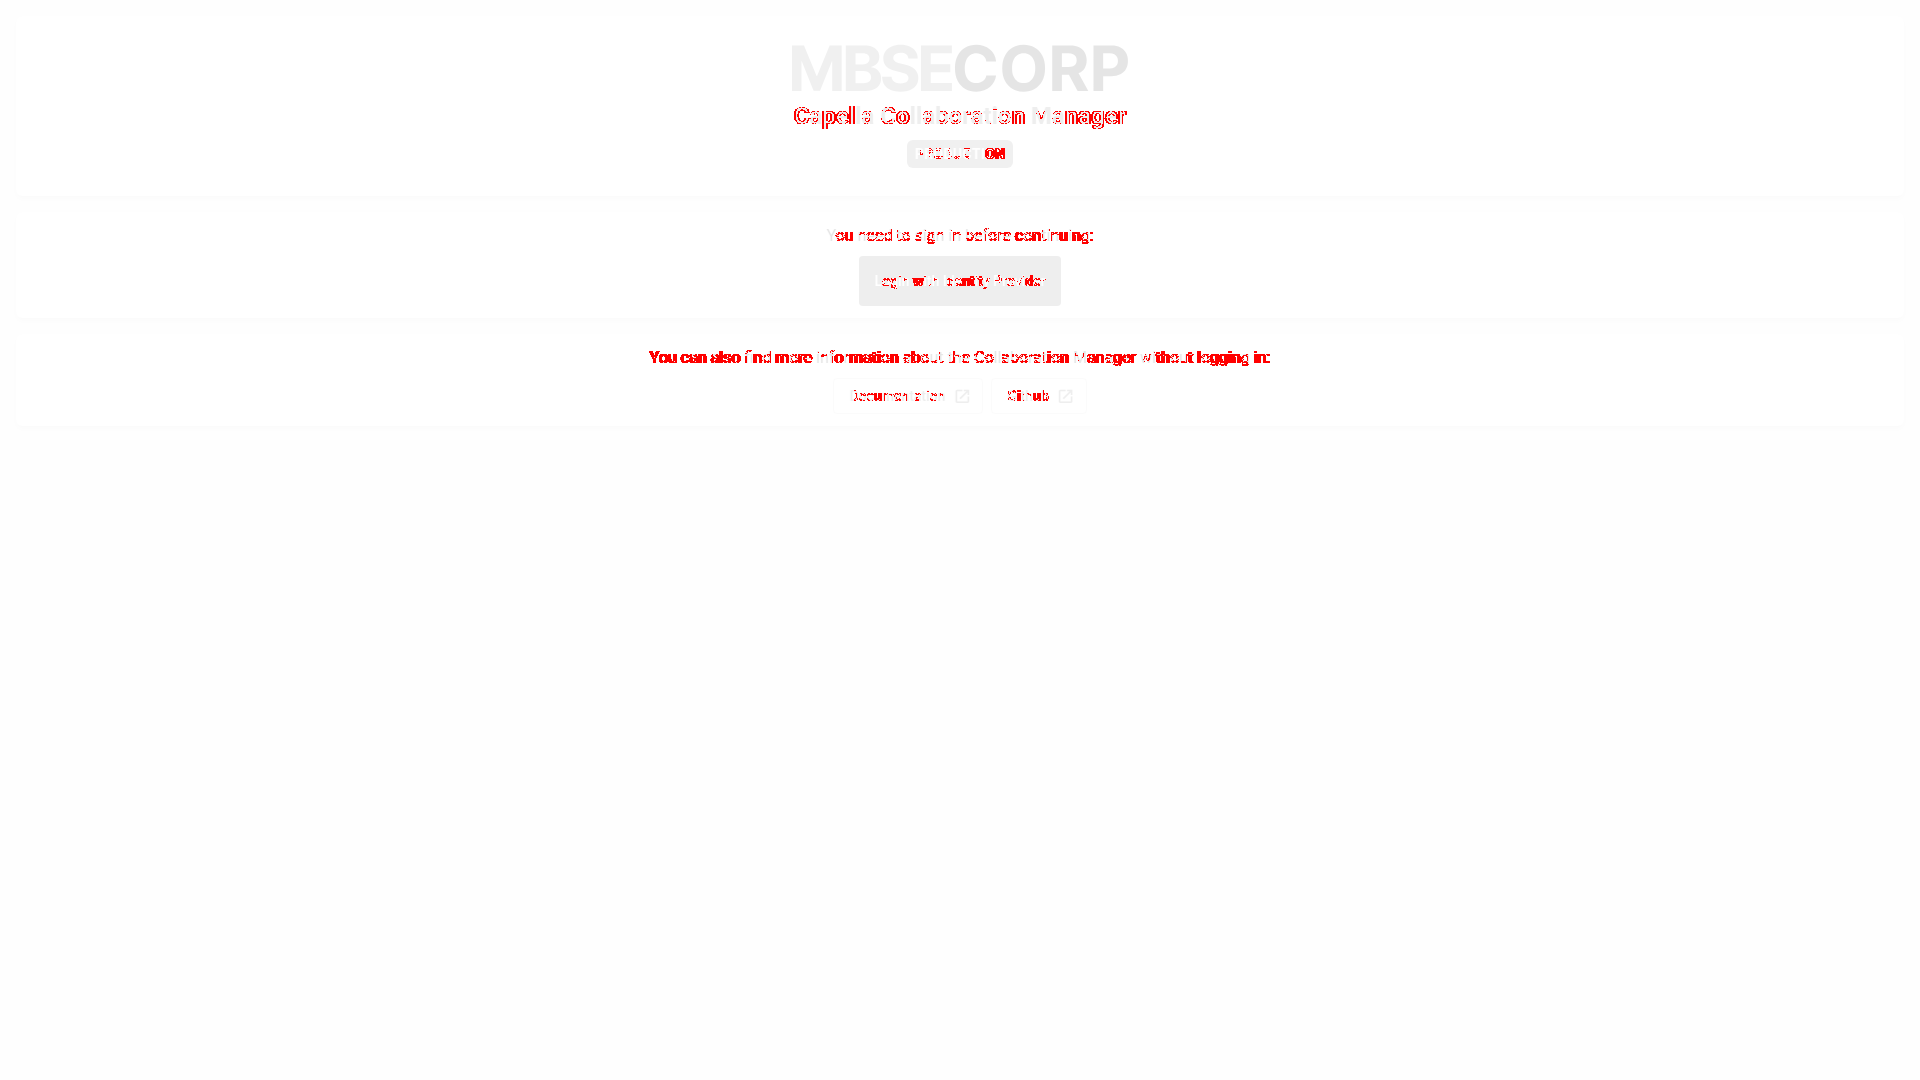 MBSECORP
Capella Collaboration Manager
PRODUCTION
You need to sign in before continuing:
Login with Identity Provider
You can also find more information about the Collaboration Manager without logging in:
Documentation
Github